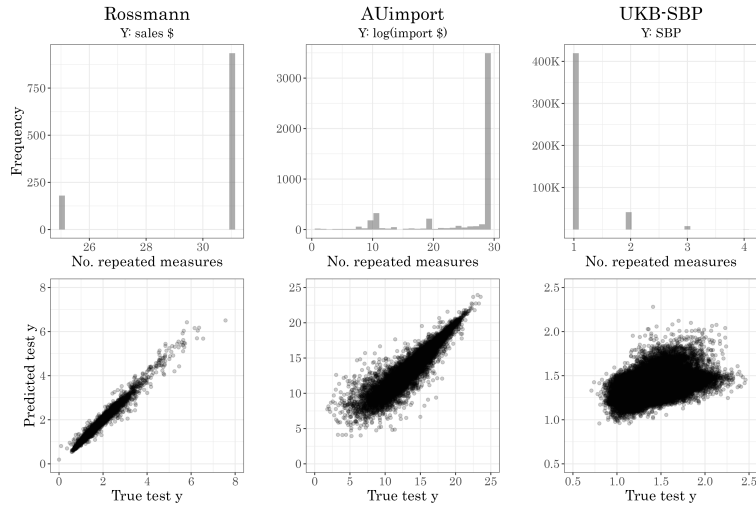 Rossmann
Y: sales $
AUimport
Y: log(import $)
UKB-SBP
Y: SBP
Frequency
750
500
250
0
26 28 30
No. repeated measures
3000
2000
1000
0
0 10 20 30
No. repeated measures
400K
300K
200K
100K
1 2 3 4
No. repeated measures
Predicted test y
8
6
4
2
0
0 2 4 6 8
True test y
25
20
15
10
5
0
0 5 10 15 20 25
True test y
2.5
2.0
1.5
1.0
0.5
0.5 1.0 1.5 2.0 2.5
True test y